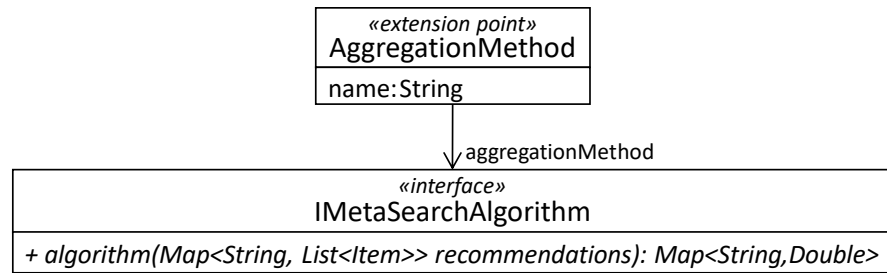 «extension point»
AggregationMethod
name:String
aggregationMethod
«interface»
IMetaSearchAlgorithm
+ algorithm(Map<String, List<Item>> recommendations): Map<String,Double>